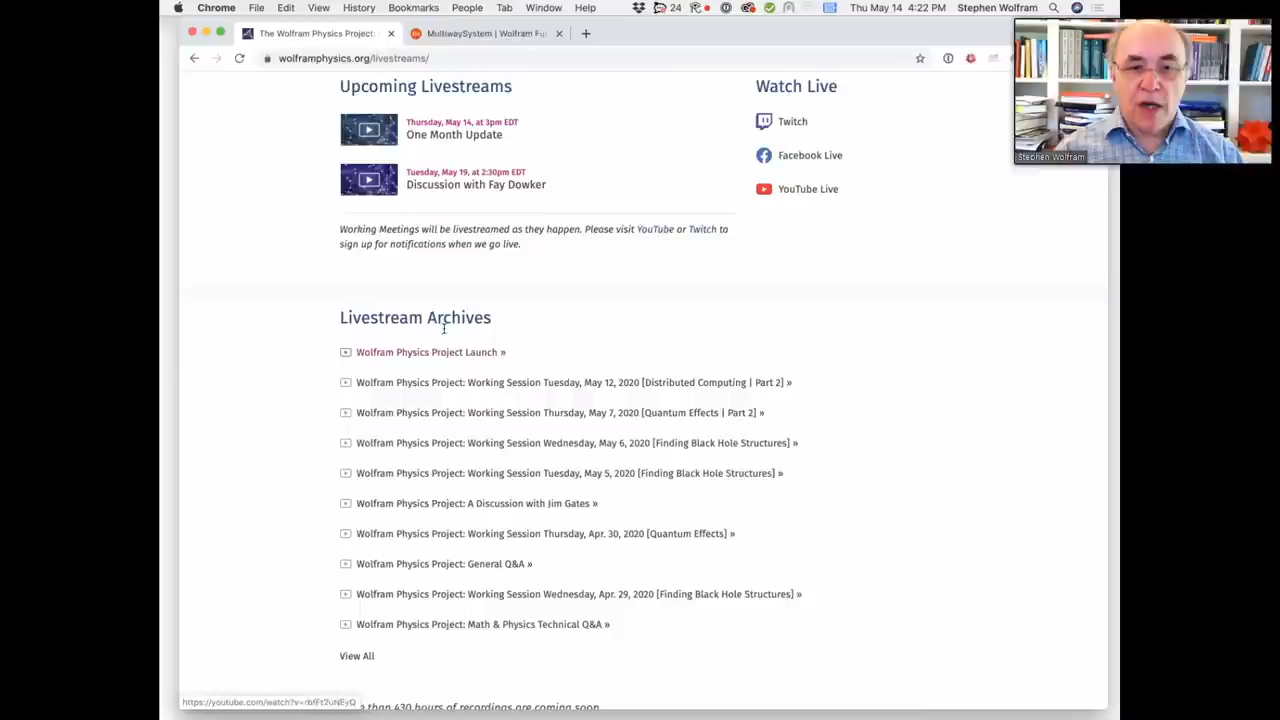 Chrome File Edit View History Bookmarks People Tab Window Help 24 Thu May 14 4:22 PM Stephen Wolfram
The Wolfram Physics Project: MultiwaySystem | Wolfram Fu
wolframphysics.org/livestreams/
Stephen Wolfram
Upcoming Livestreams
Thursday, May 14, at 3pm EDT
One Month Update
Tuesday, May 19, at 2:30pm EDT
Discussion with Fay Dowker
Working Meetings will be livestreamed as they happen. Please visit YouTube or Twitch to
sign up for notifications when we go live.
Watch Live
Twitch
Facebook Live
YouTube Live
Livestream Archives
Wolfram Physics Project Launch »
Wolfram Physics Project: Working Session Tuesday, May 12, 2020 [Distributed Computing | Part 2] »
Wolfram Physics Project: Working Session Thursday, May 7, 2020 [Quantum Effects | Part 2] »
Wolfram Physics Project: Working Session Wednesday, May 6, 2020 [Finding Black Hole Structures] »
Wolfram Physics Project: Working Session Tuesday, May 5, 2020 [Finding Black Hole Structures] »
Wolfram Physics Project: A Discussion with Jim Gates »
Wolfram Physics Project: Working Session Thursday, Apr. 30, 2020 [Quantum Effects] »
Wolfram Physics Project: General Q&A »
Wolfram Physics Project: Working Session Wednesday, Apr. 29, 2020 [Finding Black Hole Structures] »
Wolfram Physics Project: Math & Physics Technical Q&A »
View All
than 430 hours of recordings are coming soon